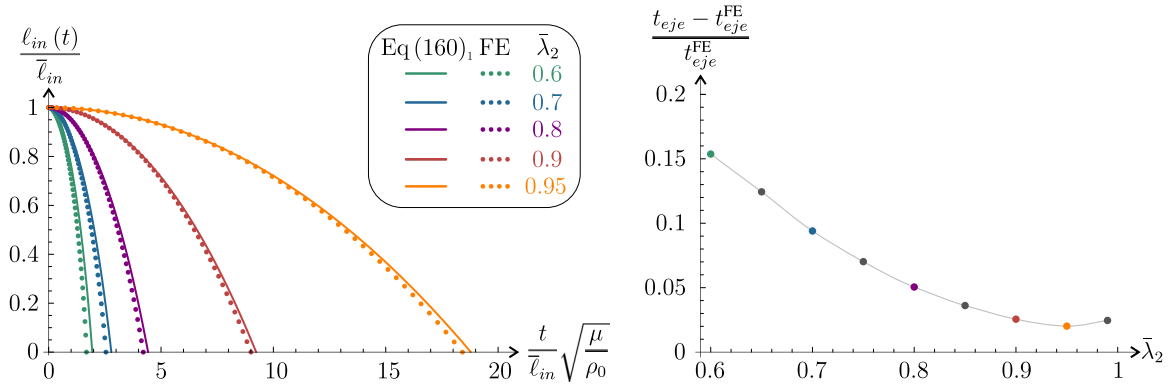 ℓ_in (t) / ℓ̄_in
Eq (160)₁ FE λ̄₂
0.6
0.7
0.8
0.9
0.95
1
0.8
0.6
0.4
0.2
0
0 5 10 15 20
t / ℓ̄_in √(μ / ρ₀)
(t_eje − t_eje^FE) / t_eje^FE
0.2
0.15
0.1
0.05
0
0.6 0.7 0.8 0.9 1
λ̄₂